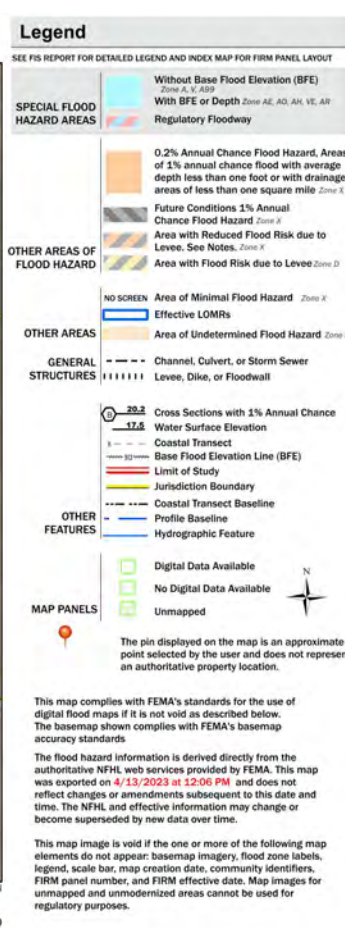 Legend
SEE FIS REPORT FOR DETAILED LEGEND AND INDEX MAP FOR FIRM PANEL LAYOUT
SPECIAL FLOOD
HAZARD AREAS
Without Base Flood Elevation (BFE)
Zone A, V, A99
With BFE or Depth Zone AE, AO, AH, VE, AR
Regulatory Floodway
OTHER AREAS OF
FLOOD HAZARD
0.2% Annual Chance Flood Hazard, Areas
of 1% annual chance flood with average
depth less than one foot or with drainage
areas of less than one square mile Zone X
Future Conditions 1% Annual
Chance Flood Hazard Zone X
Area with Reduced Flood Risk due to
Levee. See Notes. Zone X
Area with Flood Risk due to Levee Zone D
OTHER AREAS
NO SCREEN Area of Minimal Flood Hazard Zone X
Effective LOMRs
Area of Undetermined Flood Hazard Zone
GENERAL
STRUCTURES
Channel, Culvert, or Storm Sewer
Levee, Dike, or Floodwall
OTHER
FEATURES
B 20.2 Cross Sections with 1% Annual Chance
17.5 Water Surface Elevation
8 Coastal Transect
Base Flood Elevation Line (BFE)
Limit of Study
Jurisdiction Boundary
Coastal Transect Baseline
Profile Baseline
Hydrographic Feature
MAP PANELS
Digital Data Available
No Digital Data Available
Unmapped
N
The pin displayed on the map is an approximate
point selected by the user and does not represen
an authoritative property location.
This map complies with FEMA's standards for the use of
digital flood maps if it is not void as described below.
The basemap shown complies with FEMA's basemap
accuracy standards
The flood hazard information is derived directly from the
authoritative NFHL web services provided by FEMA. This map
was exported on 4/13/2023 at 12:06 PM and does not
reflect changes or amendments subsequent to this date and
time. The NFHL and effective information may change or
become superseded by new data over time.
This map image is void if the one or more of the following map
elements do not appear: basemap imagery, flood zone labels,
legend, scale bar, map creation date, community identifiers,
FIRM panel number, and FIRM effective date. Map images for
unmapped and unmodernized areas cannot be used for
regulatory purposes.